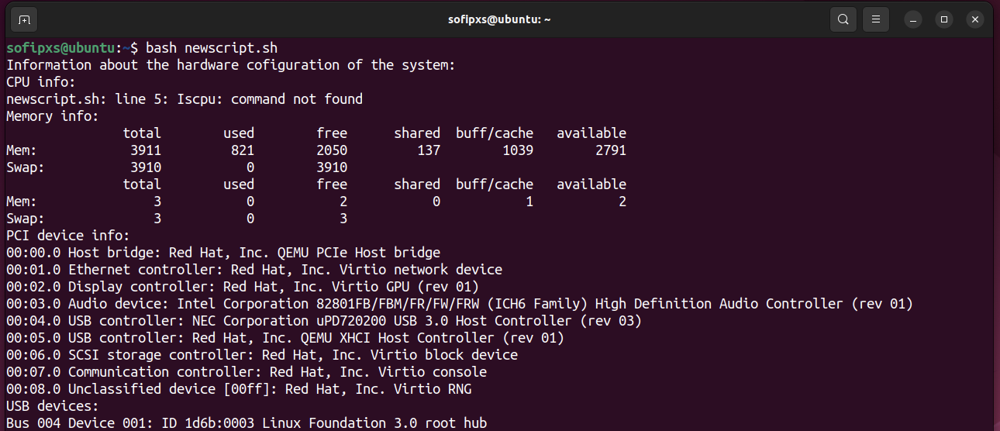 sofipxs@ubuntu: ~
sofipxs@ubuntu:~$ bash newscript.sh
Information about the hardware cofiguration of the system:
CPU info:
newscript.sh: line 5: Iscpu: command not found
Memory info:
total used free shared buff/cache available
Mem: 3911 821 2050 137 1039 2791
Swap: 3910 0 3910
total used free shared buff/cache available
Mem: 3 0 2 0 1 2
Swap: 3 0 3
PCI device info:
00:00.0 Host bridge: Red Hat, Inc. QEMU PCIe Host bridge
00:01.0 Ethernet controller: Red Hat, Inc. Virtio network device
00:02.0 Display controller: Red Hat, Inc. Virtio GPU (rev 01)
00:03.0 Audio device: Intel Corporation 82801FB/FBM/FR/FW/FRW (ICH6 Family) High Definition Audio Controller (rev 01)
00:04.0 USB controller: NEC Corporation uPD720200 USB 3.0 Host Controller (rev 03)
00:05.0 USB controller: Red Hat, Inc. QEMU XHCI Host Controller (rev 01)
00:06.0 SCSI storage controller: Red Hat, Inc. Virtio block device
00:07.0 Communication controller: Red Hat, Inc. Virtio console
00:08.0 Unclassified device [00ff]: Red Hat, Inc. Virtio RNG
USB devices:
Bus 004 Device 001: ID 1d6b:0003 Linux Foundation 3.0 root hub